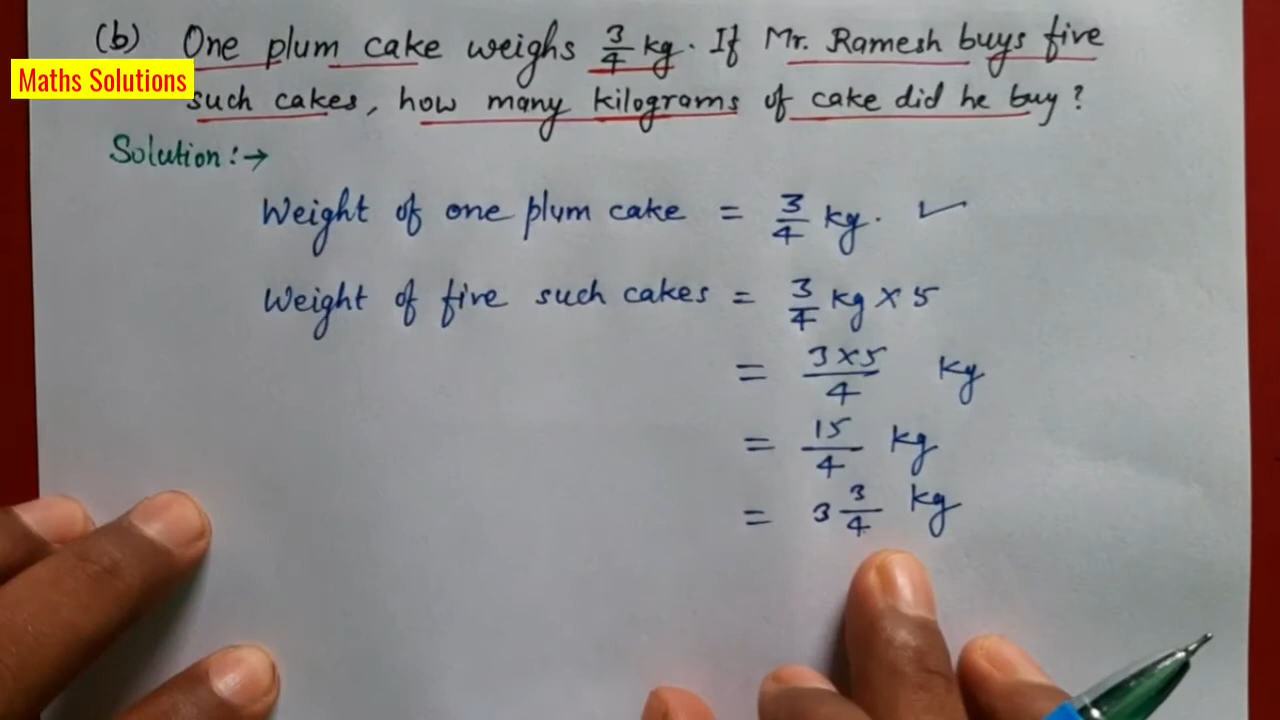 (b) One plum cake weighs 3/4 kg. If Mr. Ramesh buys five
Maths Solutions
such cakes, how many kilograms of cake did he buy?
Solution:→
Weight of one plum cake = 3/4 kg. ✓
Weight of five such cakes = 3/4 kg × 5
= 3×5/4 kg
= 15/4 kg
= 3 3/4 kg